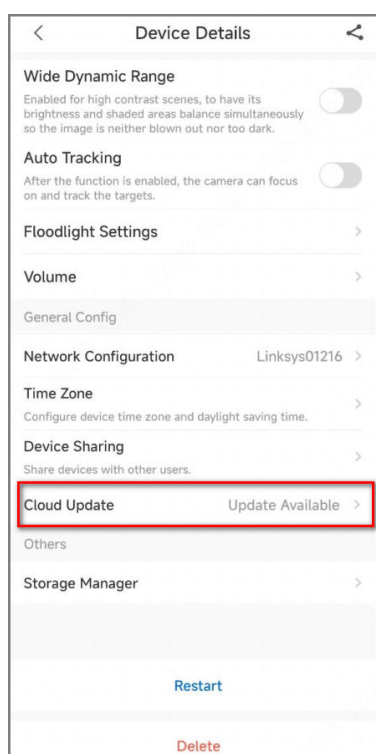 Device Details
Wide Dynamic Range
Enabled for high contrast scenes, to have its
brightness and shaded areas balance simultaneously
so the image is neither blown out nor too dark.
Auto Tracking
After the function is enabled, the camera can focus
on and track the targets.
Floodlight Settings
Volume
General Config
Network Configuration Linksys01216
Time Zone
Configure device time zone and daylight saving time.
Device Sharing
Share devices with other users.
Cloud Update Update Available
Others
Storage Manager
Restart
Delete